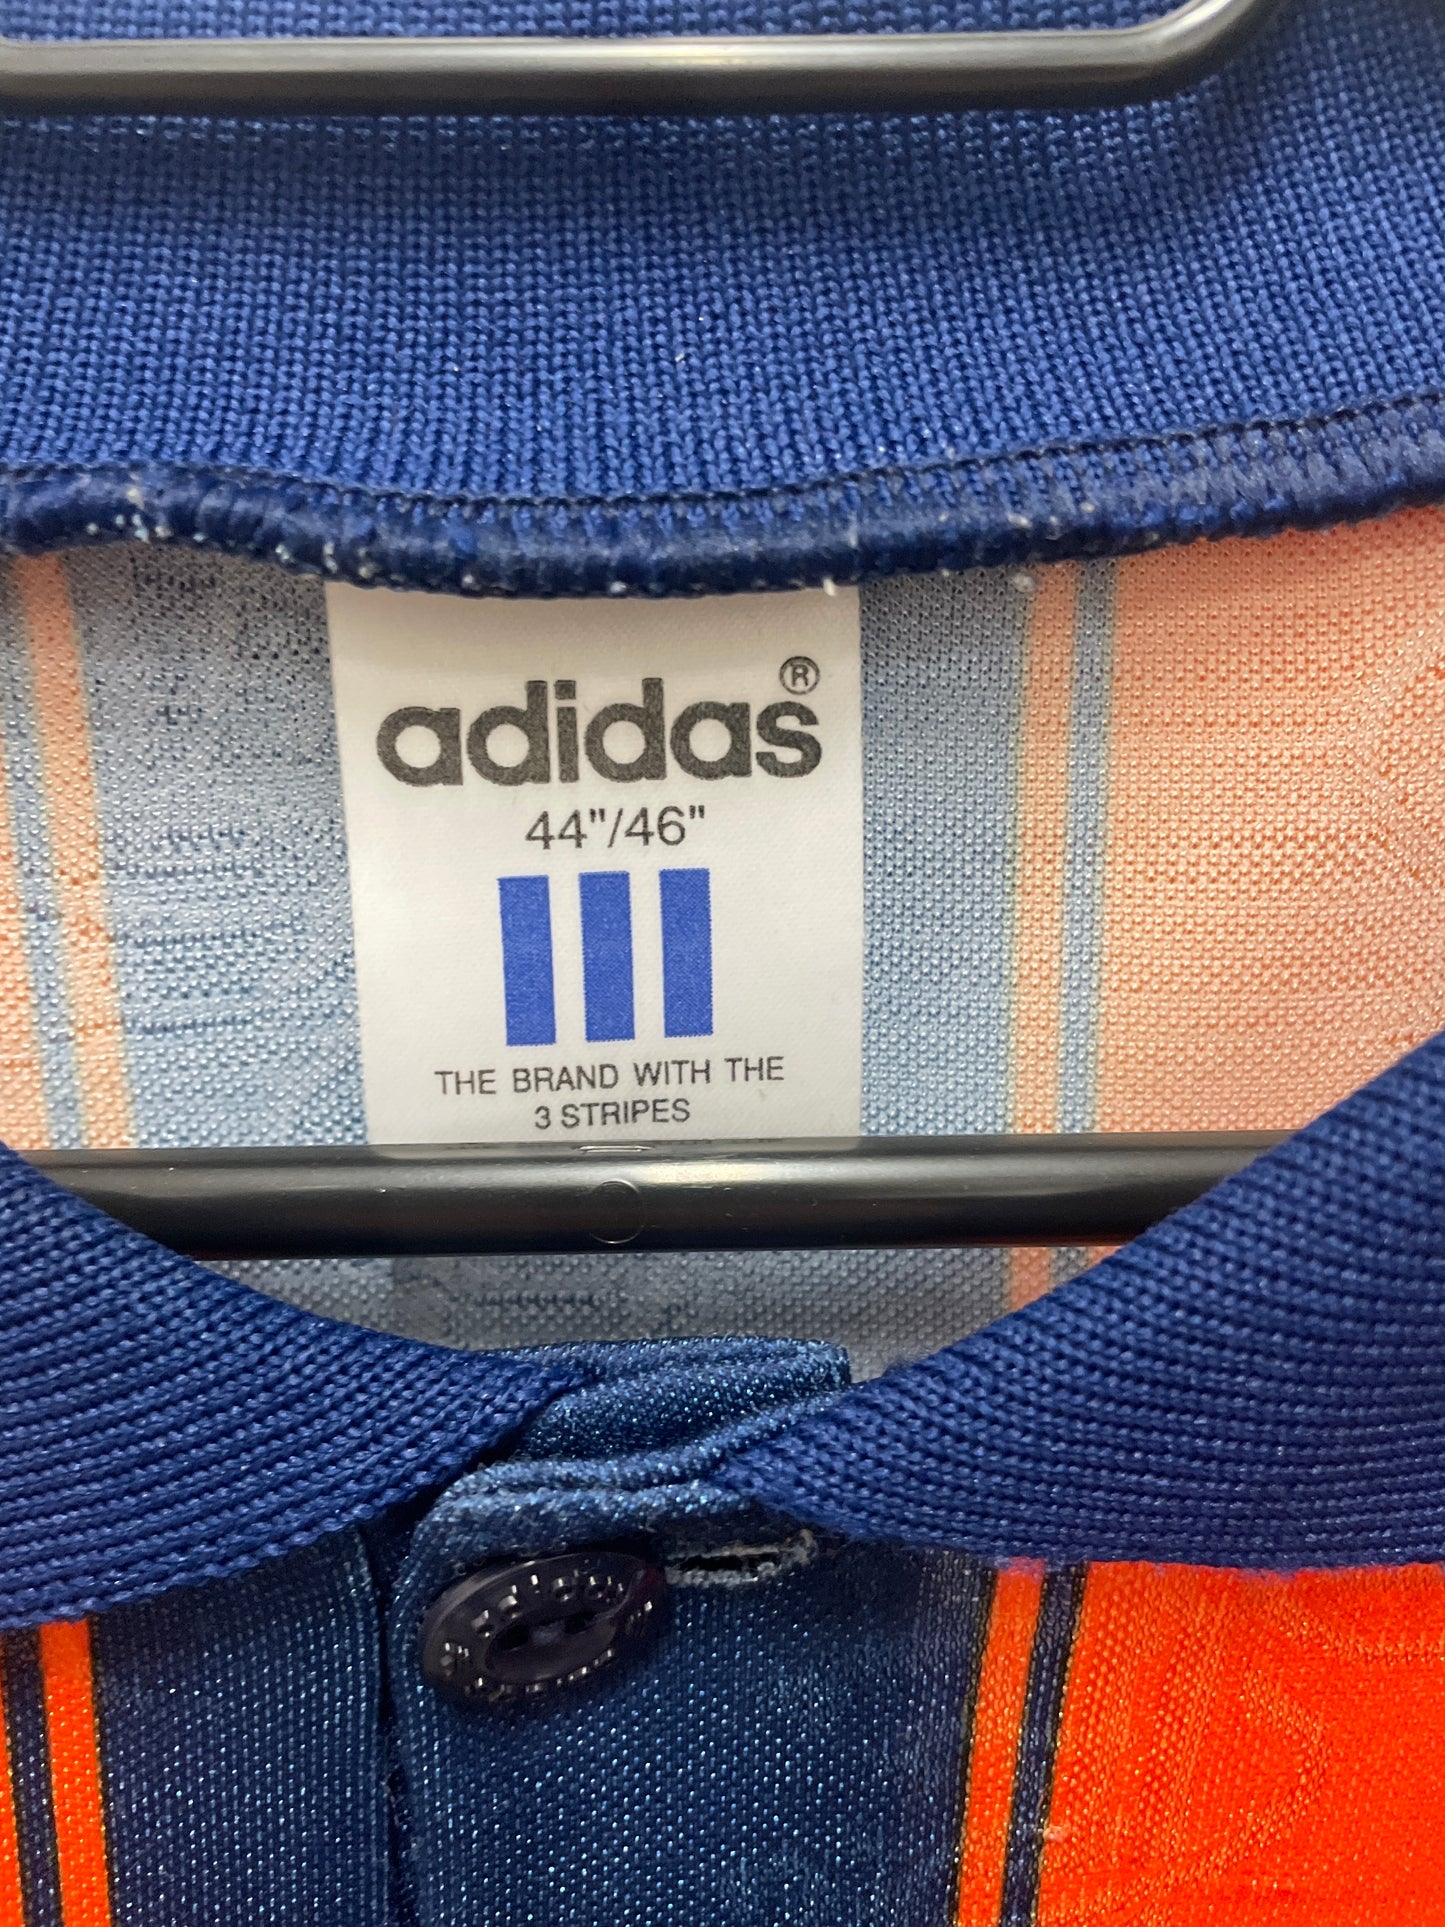 adidas®
44"/46"
THE BRAND WITH THE
3 STRIPES